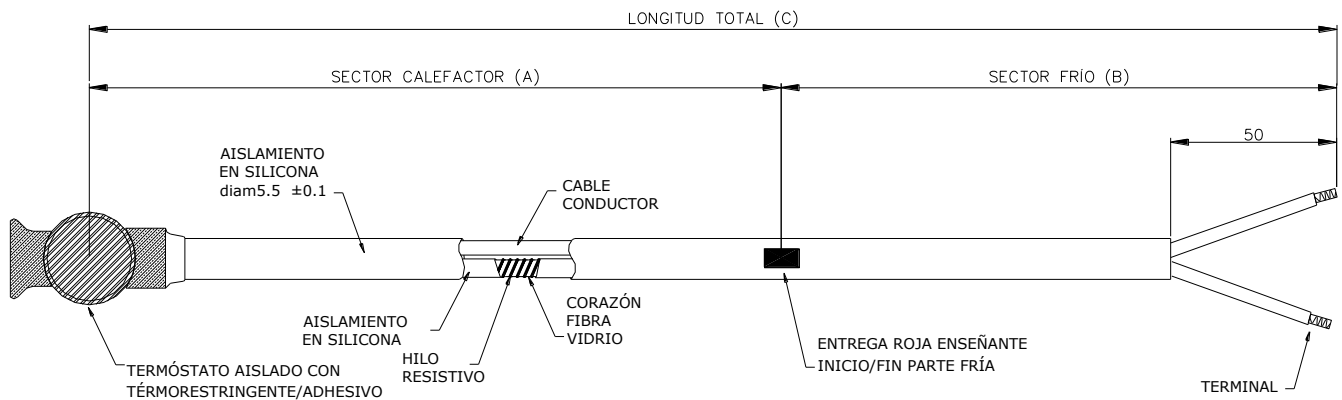 LONGITUD TOTAL (C)
SECTOR CALEFACTOR (A)
SECTOR FRÍO (B)
50
AISLAMIENTO
EN SILICONA
diam5.5 ±0.1
CABLE
CONDUCTOR
AISLAMIENTO
EN SILICONA
HILO
RESISTIVO
CORAZÓN
FIBRA
VIDRIO
ENTREGA ROJA ENSEÑANTE
INICIO/FIN PARTE FRÍA
TERMÓSTATO AISLADO CON
TÉRMORESTRINGENTE/ADHESIVO
TERMINAL